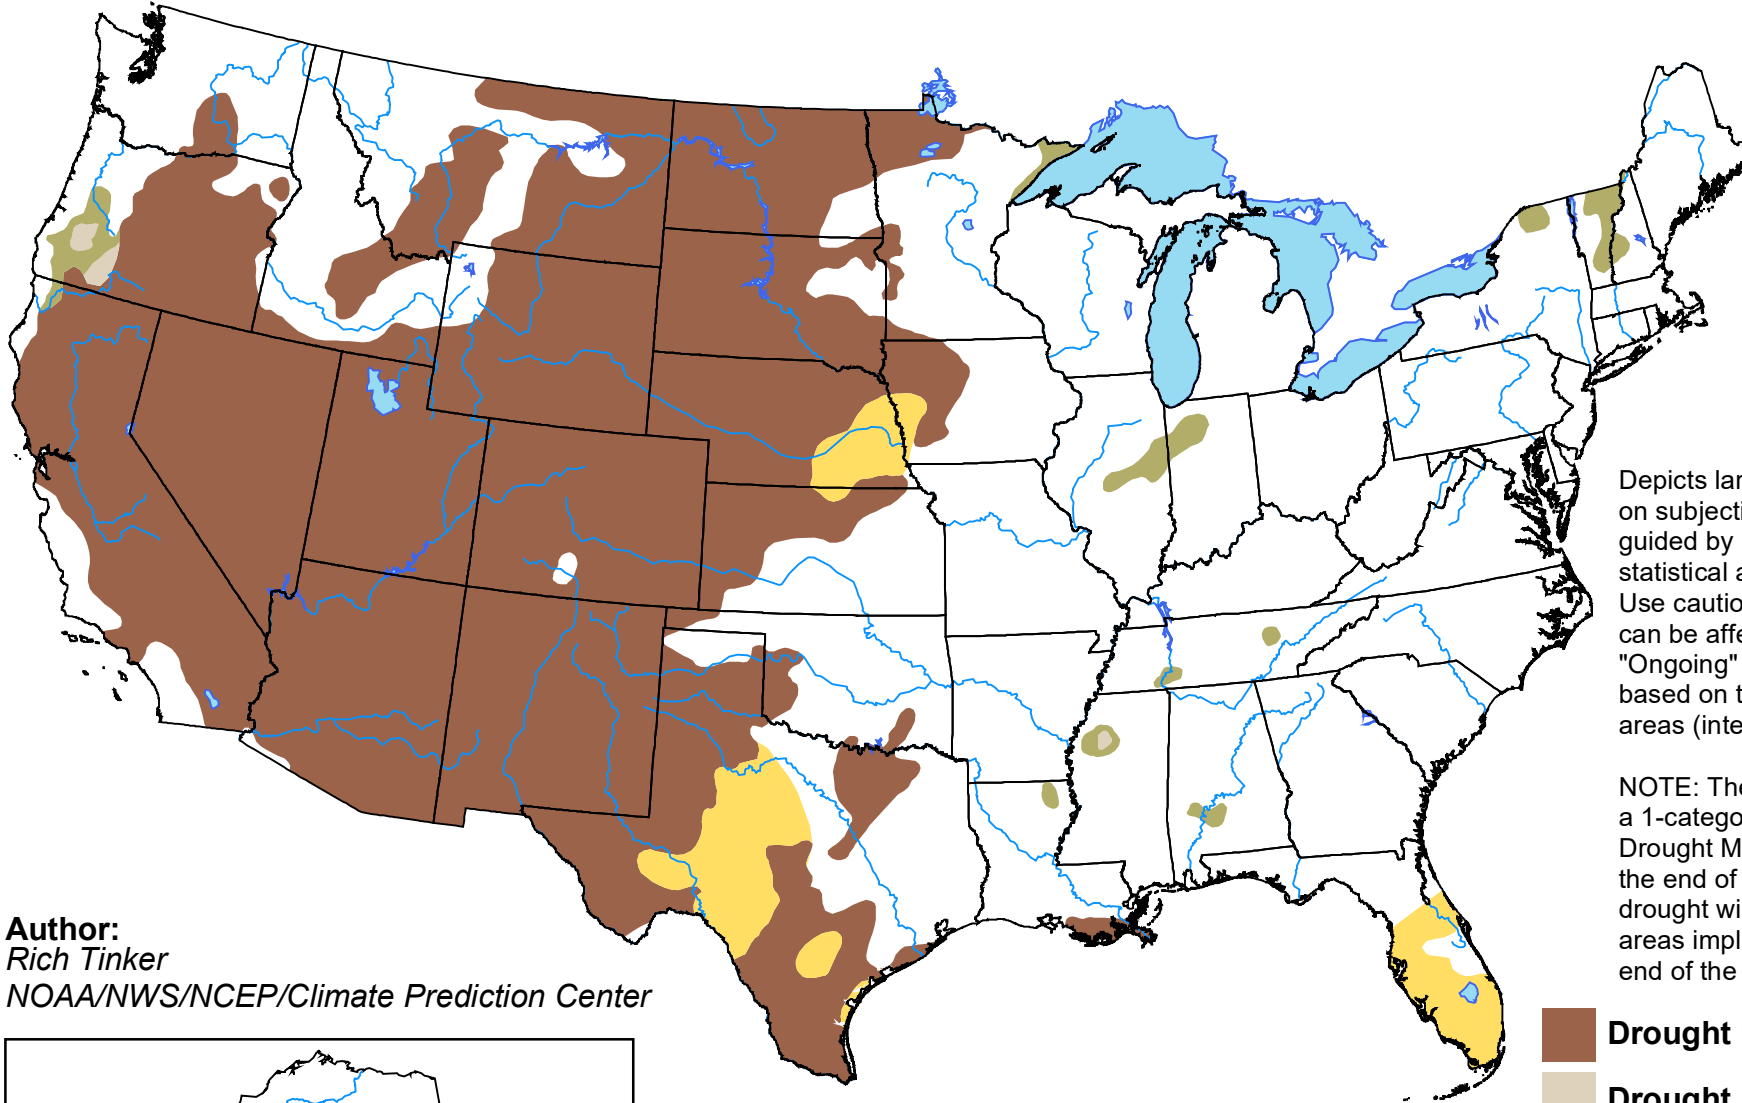 Depicts lar
on subjecti
guided by
statistical a
Use cautio
can be affe
"Ongoing"
based on t
areas (inte
NOTE: The
a 1-catego
Drought M
the end of
drought wi
areas impl
end of the
Author:
Rich Tinker
NOAA/NWS/NCEP/Climate Prediction Center
Drought
Drought